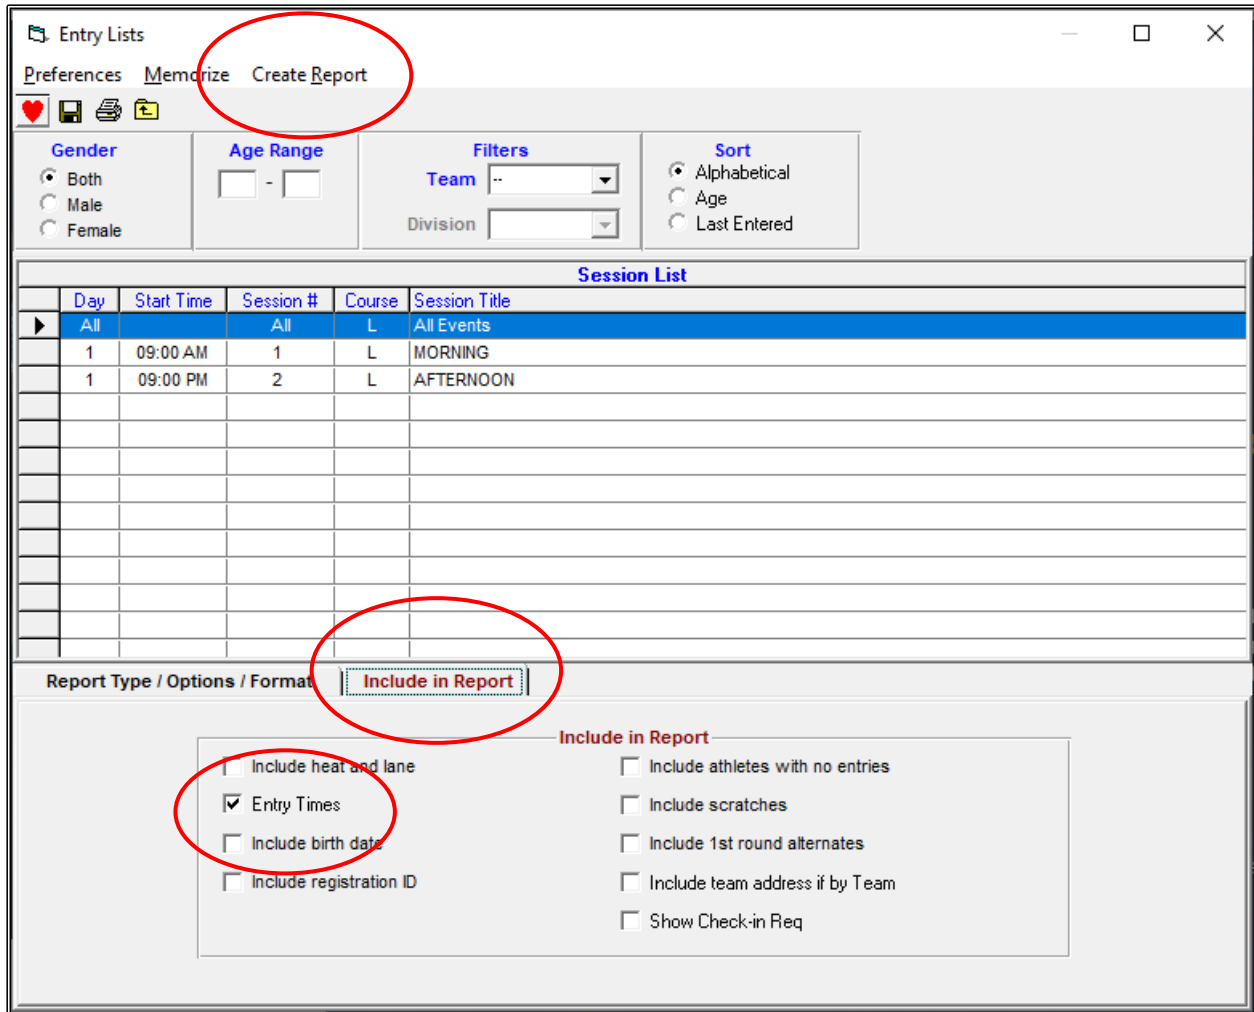 Entry Lists
Preferences Memorize Create Report
Gender Age Range Filters Sort
Both - Team -- Alphabetical
Male Age
Female Division Last Entered
Session List
Day Start Time Session # Course Session Title
All All L All Events
1 09:00 AM 1 L MORNING
1 09:00 PM 2 L AFTERNOON
Report Type / Options / Format Include in Report
Include in Report
Include heat and lane Include athletes with no entries
Entry Times Include scratches
Include birth date Include 1st round alternates
Include registration ID Include team address if by Team
Show Check-in Req